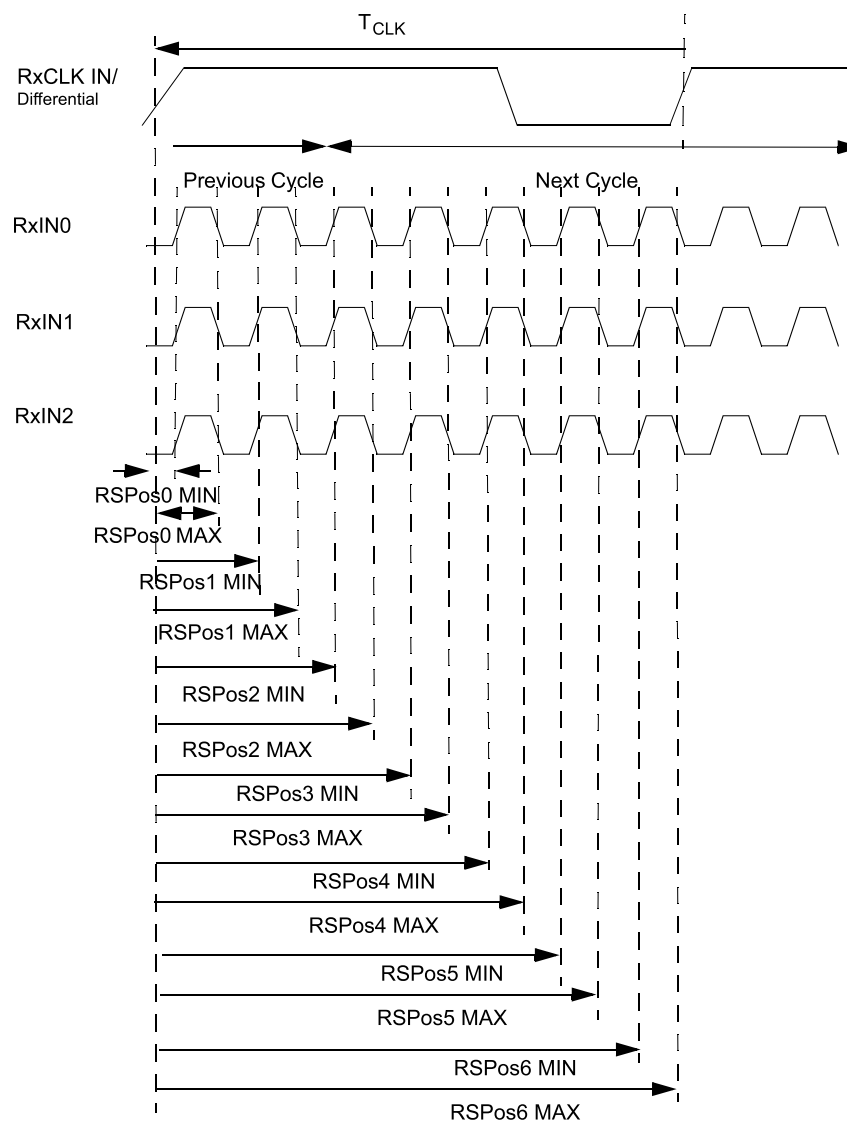 TCLK
RxCLK IN/
Differential
Previous Cycle
Next Cycle
RxIN0
RxIN1
RxIN2
RSPos0 MIN
RSPos0 MAX
RSPos1 MIN
RSPos1 MAX
RSPos2 MIN
RSPos2 MAX
RSPos3 MIN
RSPos3 MAX
RSPos4 MIN
RSPos4 MAX
RSPos5 MIN
RSPos5 MAX
RSPos6 MIN
RSPos6 MAX